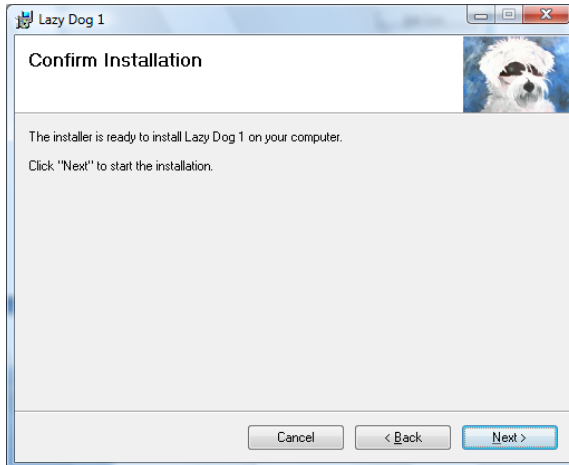 Lazy Dog 1
Confirm Installation
The installer is ready to install Lazy Dog 1 on your computer.
Click "Next" to start the installation.
Cancel
< Back
Next >